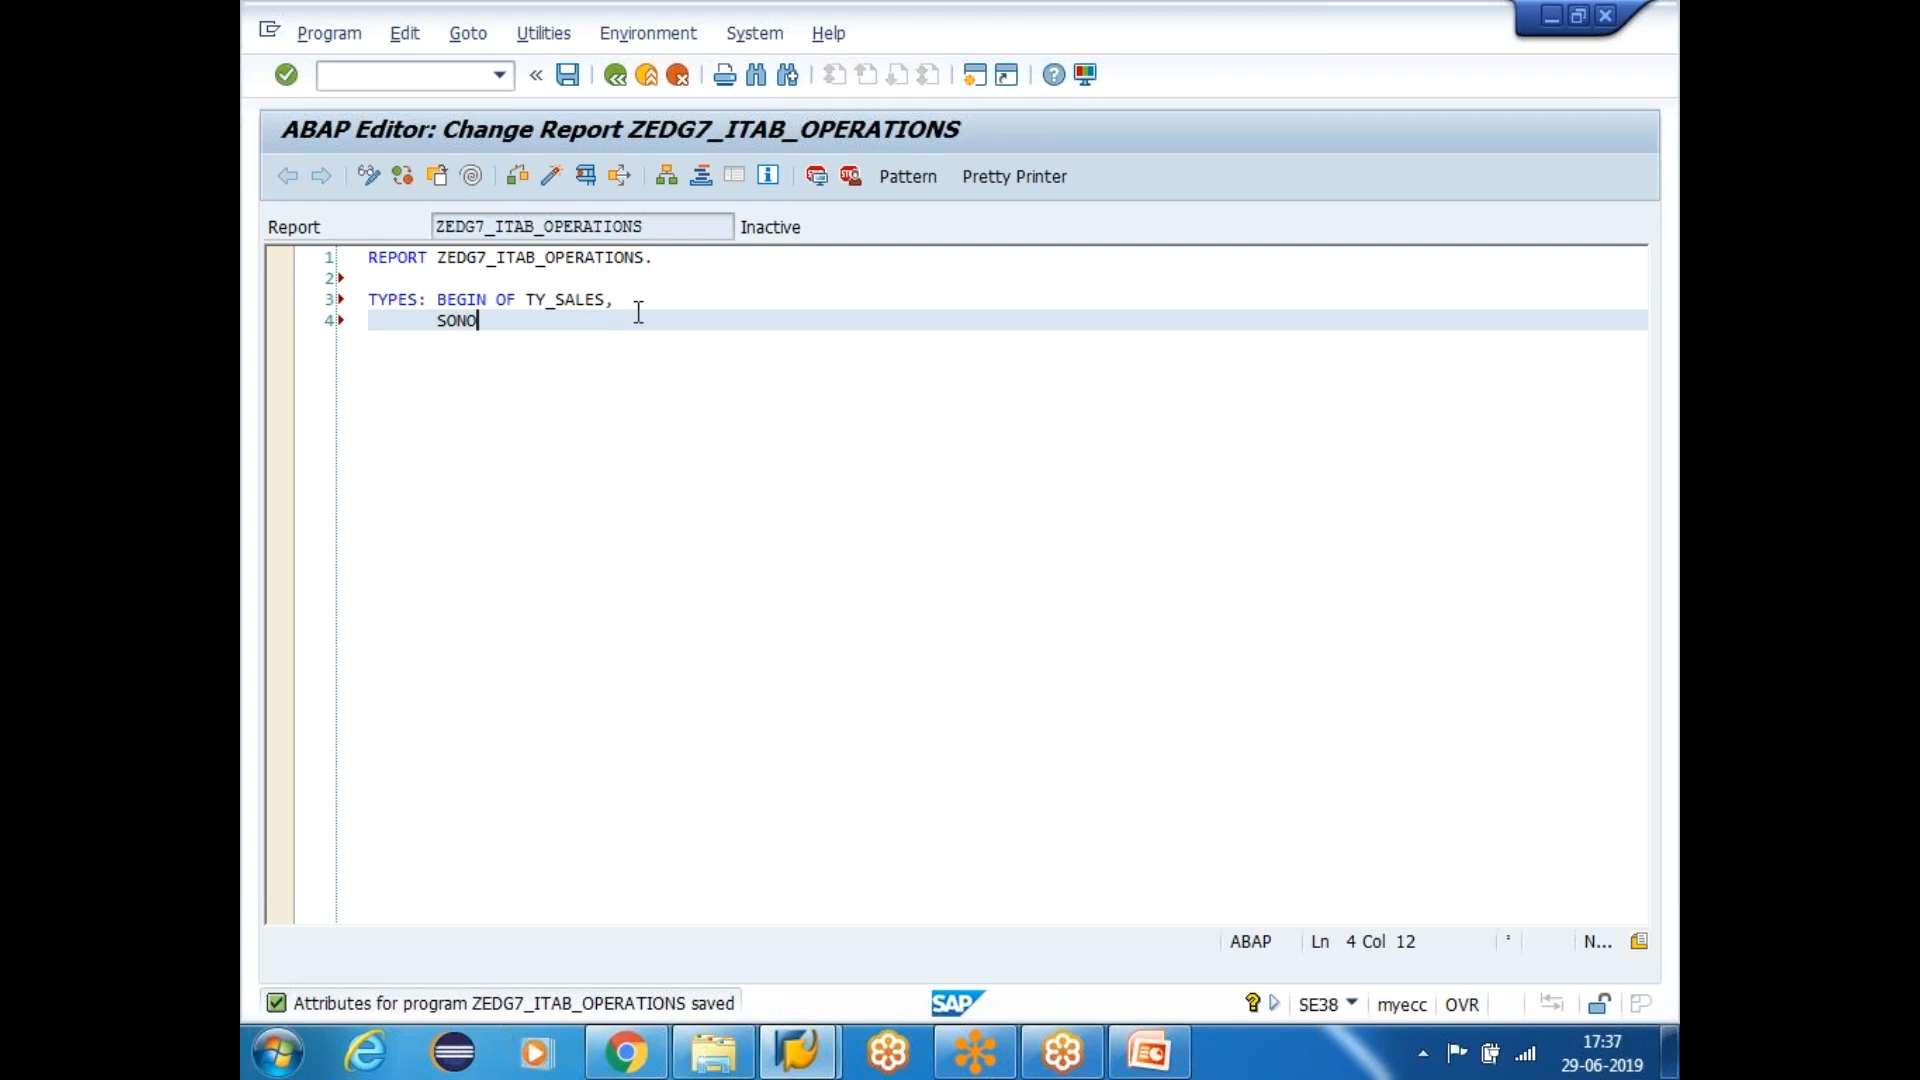 Program Edit Goto Utilities Environment System Help
«
ABAP Editor: Change Report ZEDG7_ITAB_OPERATIONS
Pattern Pretty Printer
Report ZEDG7_ITAB_OPERATIONS Inactive
1 REPORT ZEDG7_ITAB_OPERATIONS.
2
3 TYPES: BEGIN OF TY_SALES,
4 SONO
ABAP Ln 4 Col 12 N...
Attributes for program ZEDG7_ITAB_OPERATIONS saved SAP SE38 myecc OVR
17:37
29-06-2019